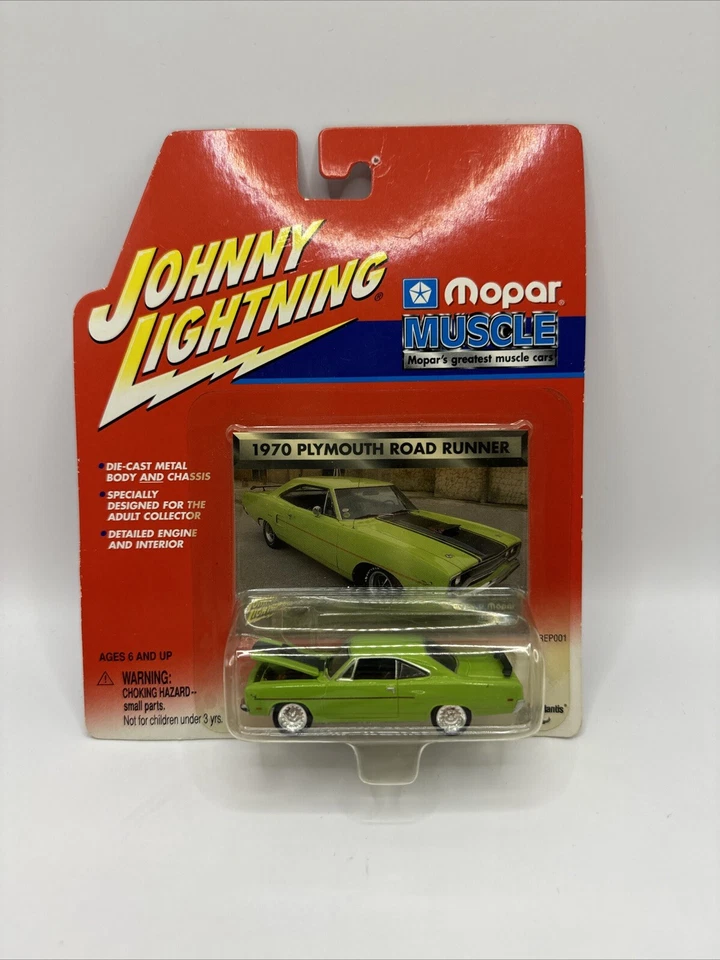 JOHNNY
LIGHTNING®
Mopar®
MUSCLE
Mopar's greatest muscle cars
1970 PLYMOUTH ROAD RUNNER
• DIE-CAST METAL
BODY AND CHASSIS
• SPECIALLY
DESIGNED FOR THE
ADULT COLLECTOR
• DETAILED ENGINE
AND INTERIOR
AGES 6 AND UP
WARNING:
CHOKING HAZARD--
small parts.
Not for children under 3 yrs.
REP001